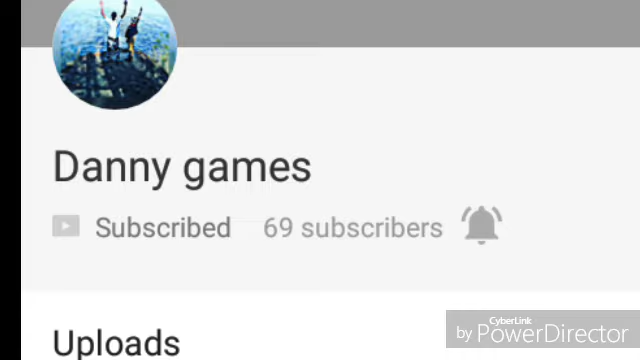 Danny games
Subscribed 69 subscribers
Uploads
CyberLink
by PowerDirector